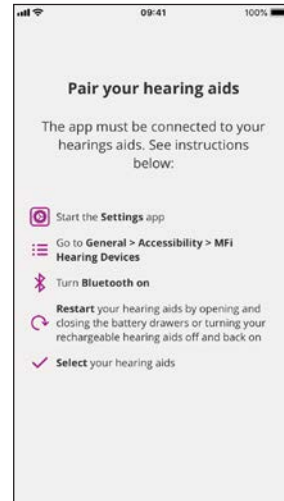 09:41
100%
Pair your hearing aids
The app must be connected to your
hearings aids. See instructions
below:
Start the Settings app
Go to General > Accessibility > MFi
Hearing Devices
Turn Bluetooth on
Restart your hearing aids by opening and
closing the battery drawers or turning your
rechargeable hearing aids off and back on
Select your hearing aids